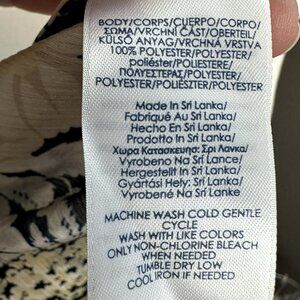 BODY/CORPS/CUERPO/CORPO/
ΣΩΜΑ/VRCHNÍ ČÁST/OBERTEIL/
KÜLSŐ ANYAG/VRCHNÁ VRSTVA
100% POLYESTER/POLYESTER/
poliéster/POLIESTERE/
ΠΟΛΥΕΣΤΕΡΑΣ/POLYESTER/
POLYESTER/POLIÉSZTER/POLYESTER
Made In Sri Lanka/
Fabriqué Au Sri Lanka/
Hecho En Sri Lanka/
Prodotto In Sri Lanka/
Χωρα Κατασκευησ: Σρι Λανκα/
Vyrobeno Na Srí Lance/
Hergestellt In Sri Lanka/
Gyártási Hely: Sri Lanka/
Vyrobené Na Srí Lanke
MACHINE WASH COLD GENTLE
CYCLE
WASH WITH LIKE COLORS
ONLY NON-CHLORINE BLEACH
WHEN NEEDED
TUMBLE DRY LOW
COOL IRON IF NEEDED